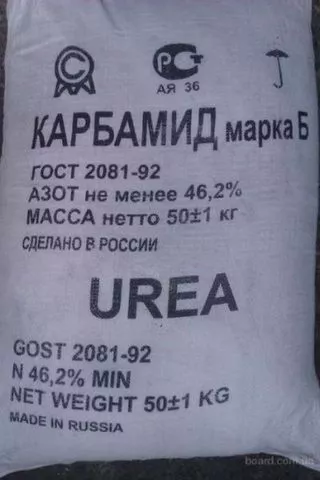 С
РСТ
АЯ 36
КАРБАМИД марка Б
ГОСТ 2081-92
АЗОТ не менее 46,2%
МАССА нетто 50±1 кг
СДЕЛАНО В РОССИИ
UREA
GOST 2081-92
N 46,2% MIN
NET WEIGHT 50±1 KG
MADE IN RUSSIA
board.com.ua